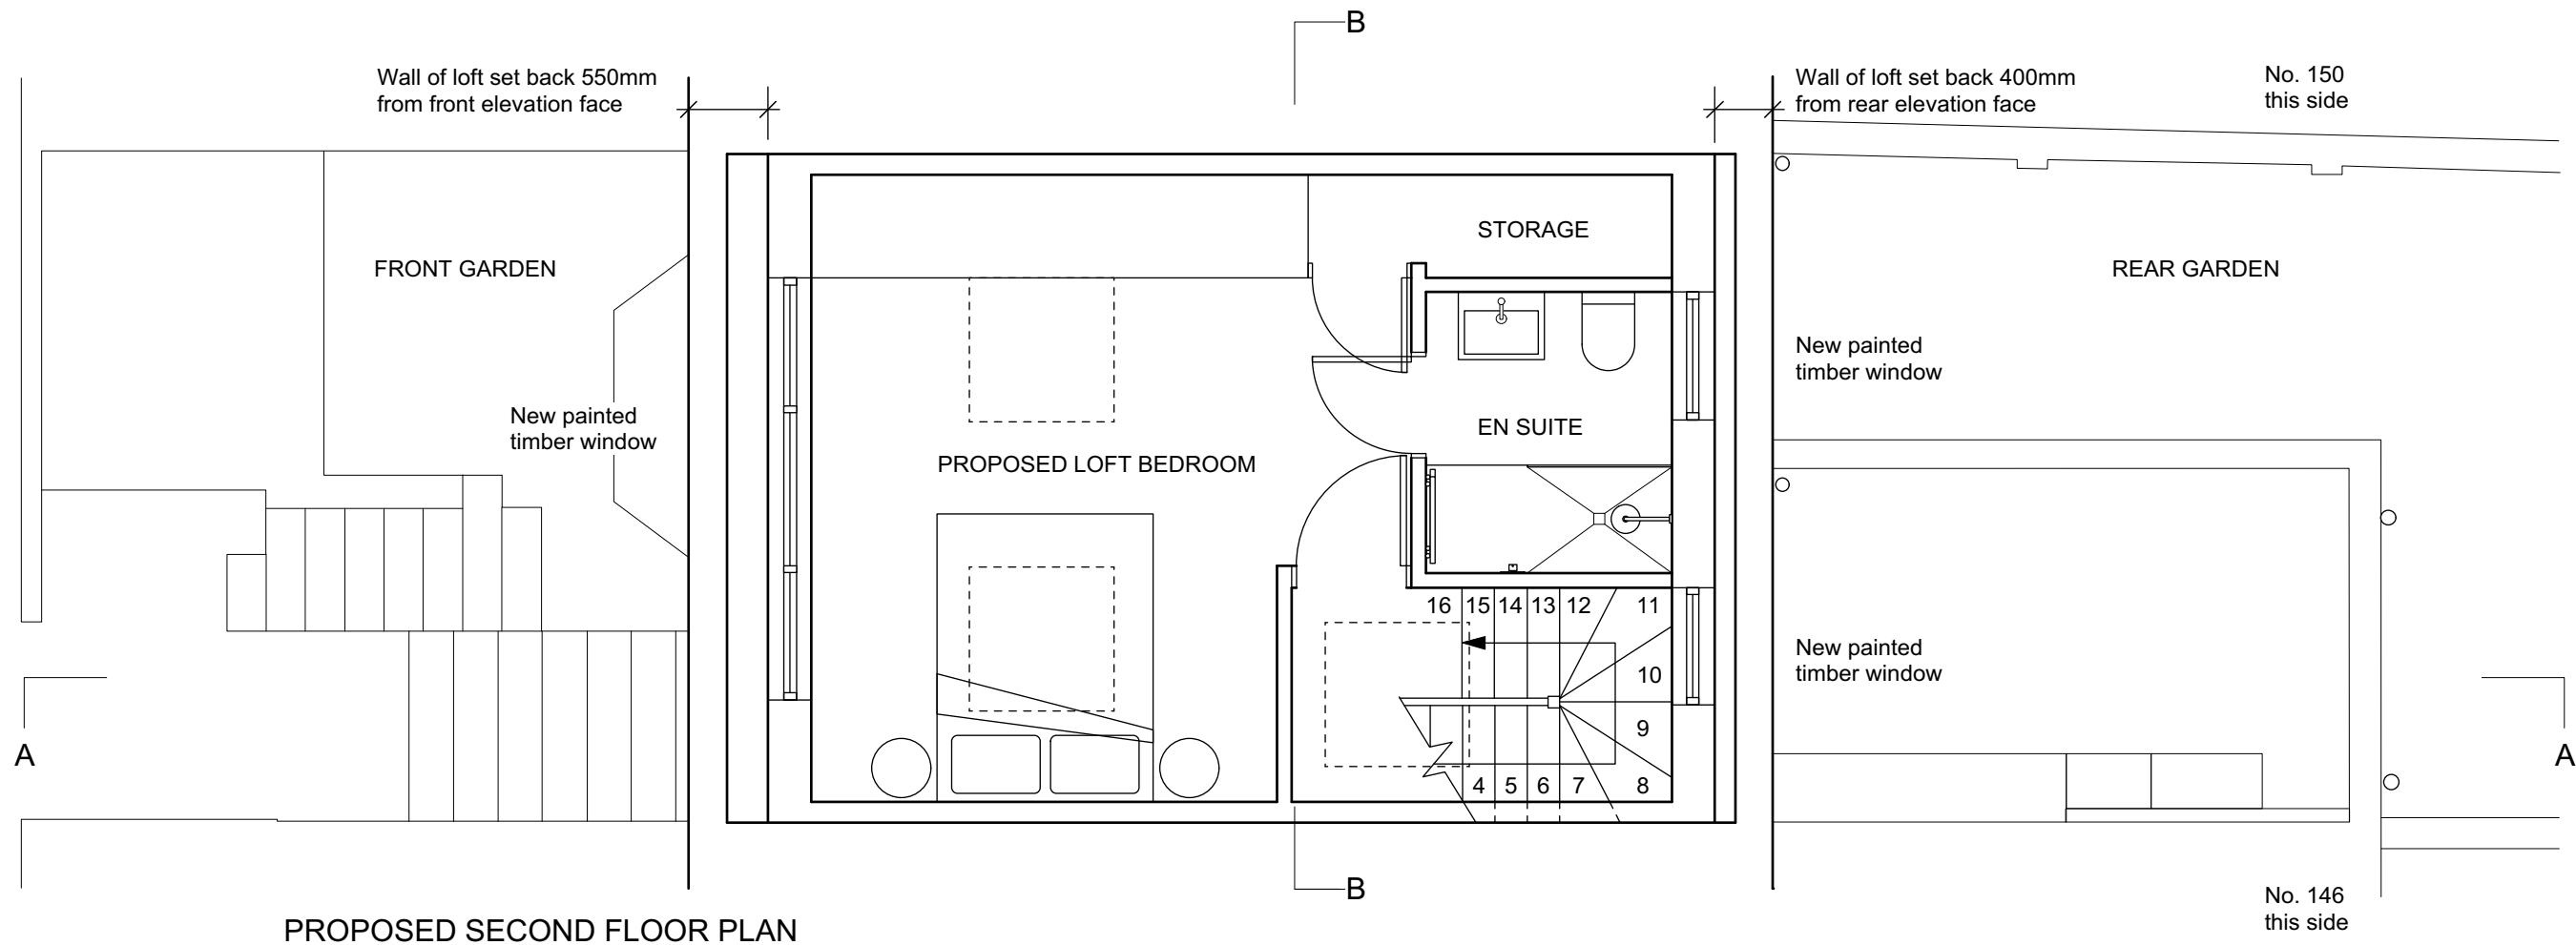 B
Wall of loft set back 550mm
from front elevation face
Wall of loft set back 400mm
from rear elevation face
No. 150
this side
STORAGE
FRONT GARDEN
REAR GARDEN
New painted
timber window
New painted
timber window
EN SUITE
PROPOSED LOFT BEDROOM
16 15 14 13 12 11
10
9
4 5 6 7 8
New painted
timber window
A
A
B
No. 146
this side
PROPOSED SECOND FLOOR PLAN